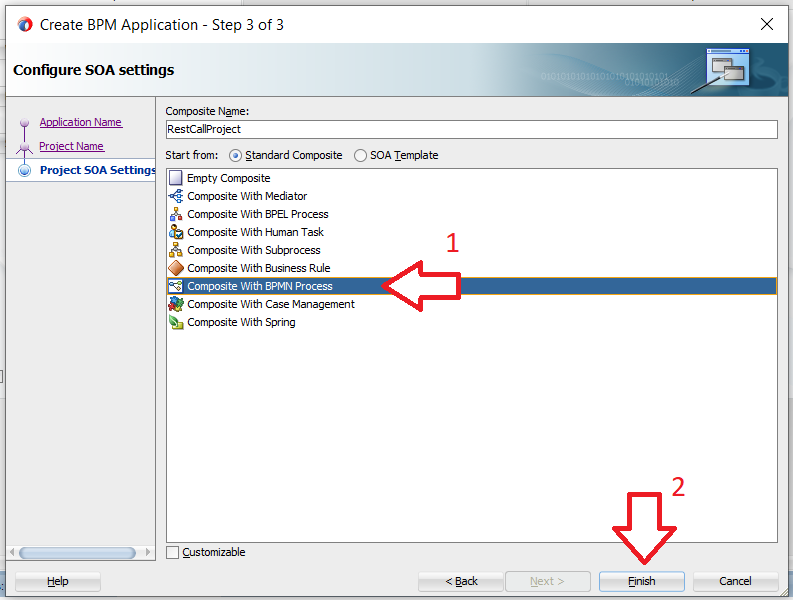 Create BPM Application - Step 3 of 3
Configure SOA settings
Application Name
Project Name
Project SOA Settings
Composite Name:
RestCallProject
Start from: Standard Composite SOA Template
Empty Composite
Composite With Mediator
Composite With BPEL Process
Composite With Human Task
Composite With Subprocess
Composite With Business Rule
Composite With BPMN Process
Composite With Case Management
Composite With Spring
1
Customizable
2
Help
< Back
Next >
Finish
Cancel